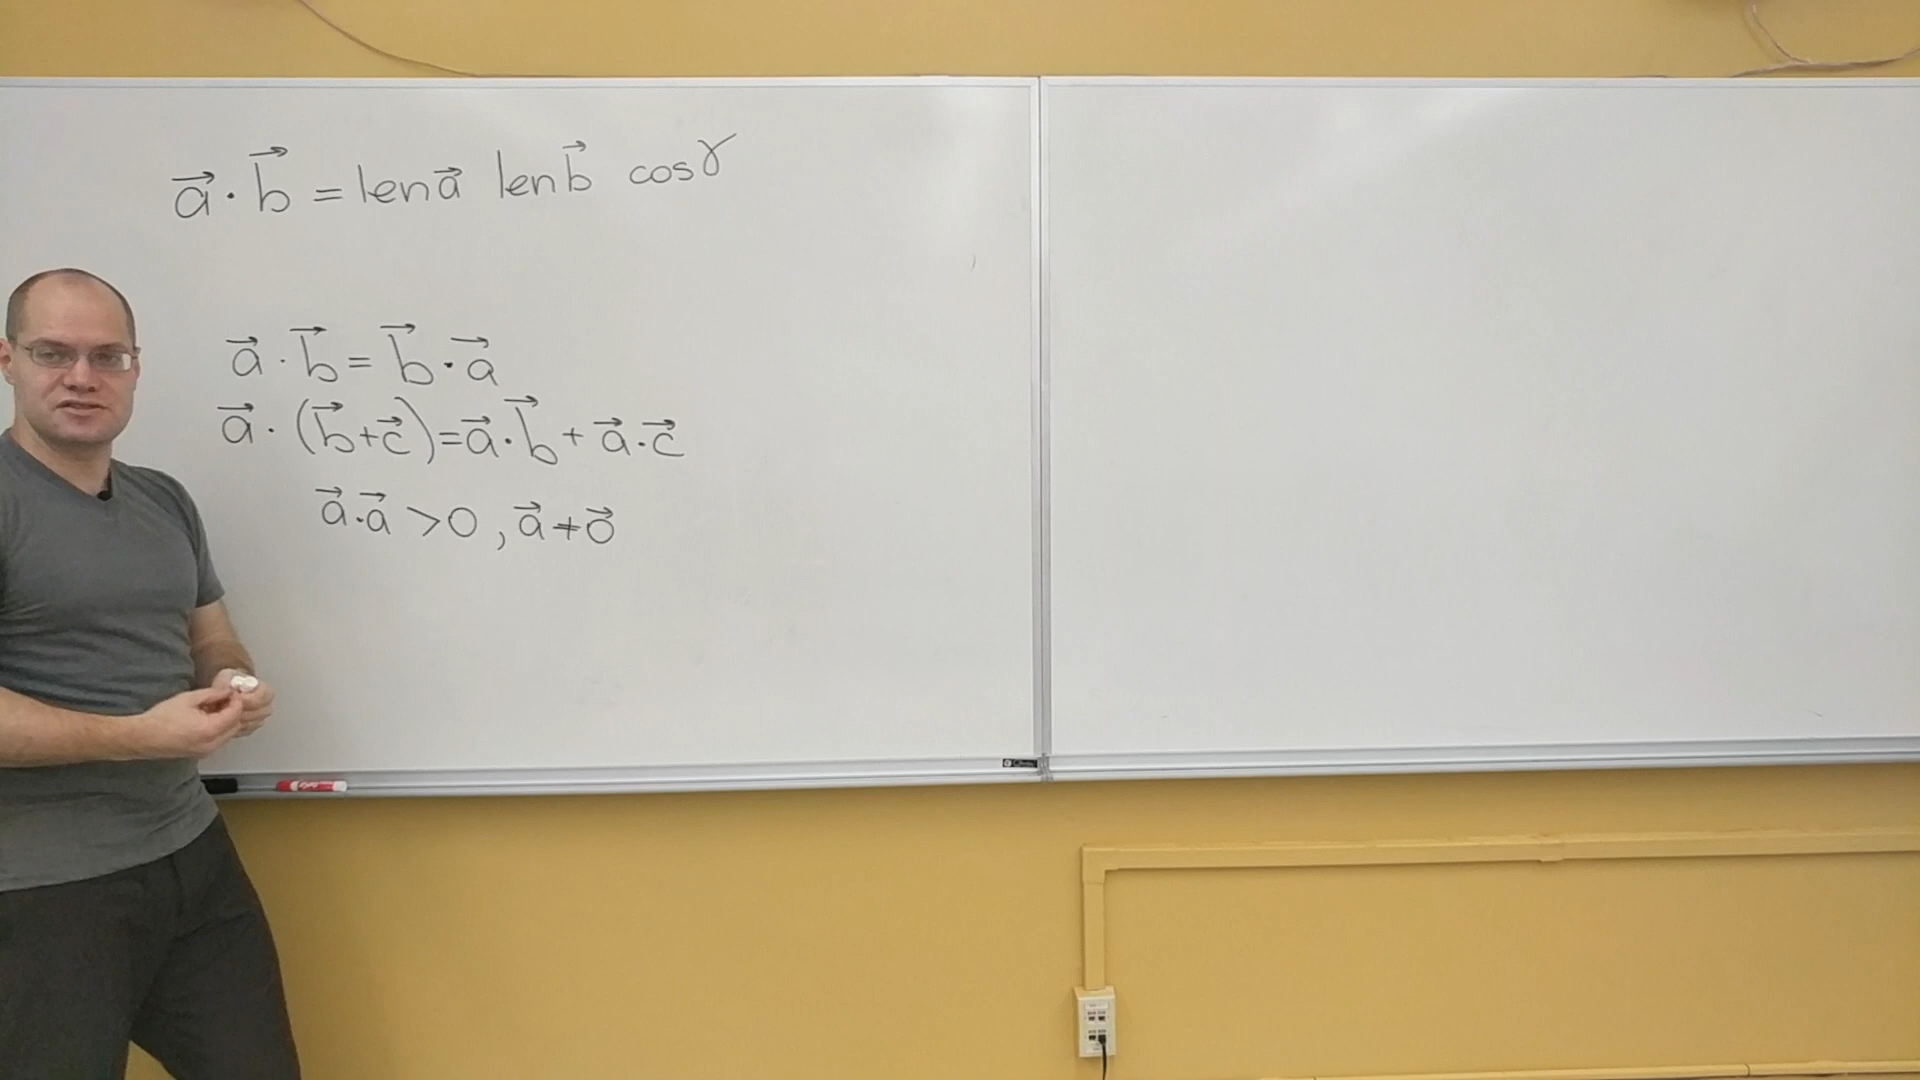 a⃗ · b⃗ = len a⃗ len b⃗ cos γ
a⃗ · b⃗ = b⃗ · a⃗
a⃗ · (b⃗ + c⃗) = a⃗ · b⃗ + a⃗ · c⃗
a⃗ · a⃗ > 0 , a⃗ ≠ 0⃗